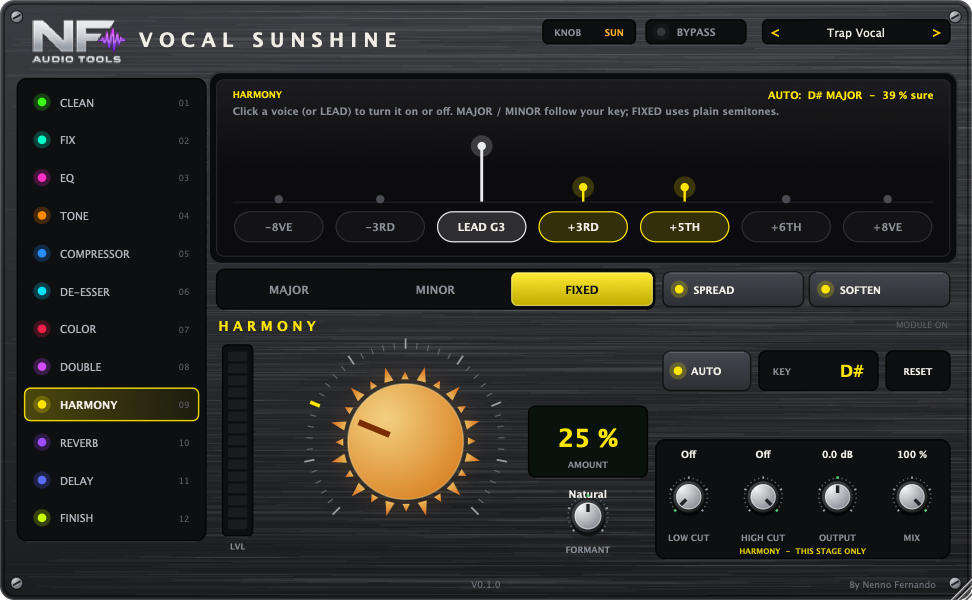 NF
AUDIO TOOLS
VOCAL SUNSHINE
KNOB SUN
BYPASS
< Trap Vocal >
CLEAN 01
FIX 02
EQ 03
TONE 04
COMPRESSOR 05
DE-ESSER 06
COLOR 07
DOUBLE 08
HARMONY 09
REVERB 10
DELAY 11
FINISH 12
HARMONY
AUTO: D# MAJOR – 39 % sure
Click a voice (or LEAD) to turn it on or off. MAJOR / MINOR follow your key; FIXED uses plain semitones.
−8VE −3RD LEAD G3 +3RD +5TH +6TH +8VE
MAJOR MINOR FIXED SPREAD SOFTEN
HARMONY
MODULE ON
AUTO KEY D# RESET
25 %
AMOUNT
Natural
FORMANT
LVL
Off Off 0.0 dB 100 %
LOW CUT HIGH CUT OUTPUT MIX
HARMONY – THIS STAGE ONLY
V0.1.0
By Nenno Fernando